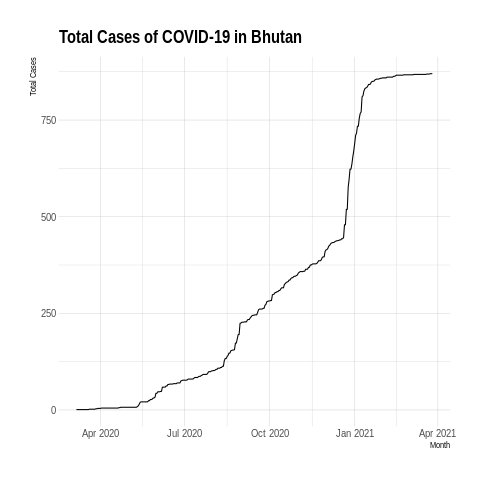 Total Cases of COVID-19 in Bhutan
Total Cases
750
500
250
0
Apr 2020
Jul 2020
Oct 2020
Jan 2021
Apr 2021
Month